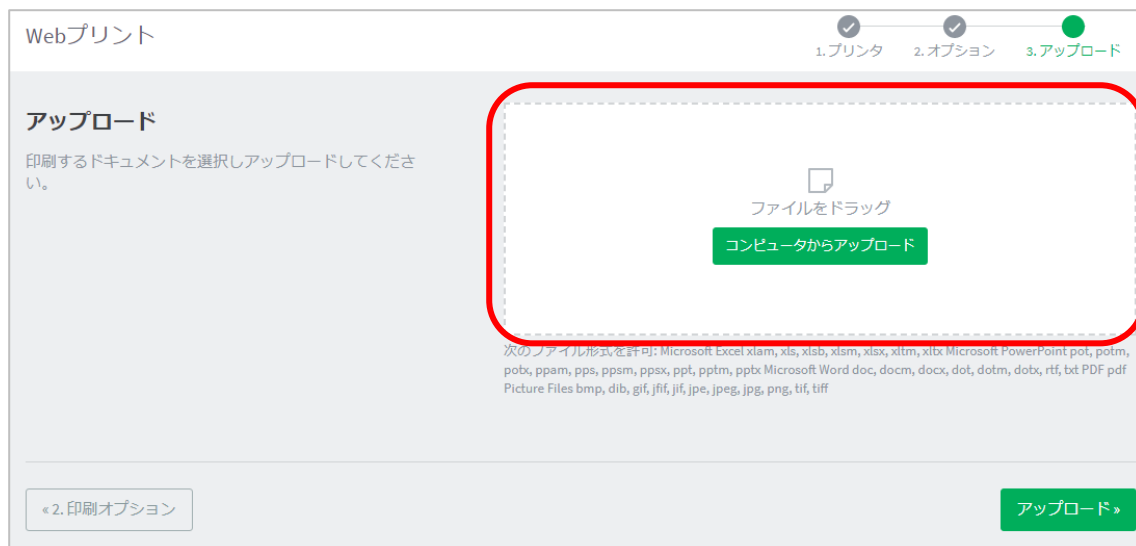 Webプリント
1.プリンタ 2.オプション 3.アップロード
アップロード
印刷するドキュメントを選択しアップロードしてくださ
い。
ファイルをドラッグ
コンピュータからアップロード
次のファイル形式を許可: Microsoft Excel xlam, xls, xlsb, xlsm, xlsx, xltm, xltx Microsoft PowerPoint pot, potm,
potx, ppam, pps, ppsm, ppsx, ppt, pptm, pptx Microsoft Word doc, docm, docx, dot, dotm, dotx, rtf, txt PDF pdf
Picture Files bmp, dib, gif, jfif, jif, jpe, jpeg, jpg, png, tif, tiff
« 2. 印刷オプション
アップロード »